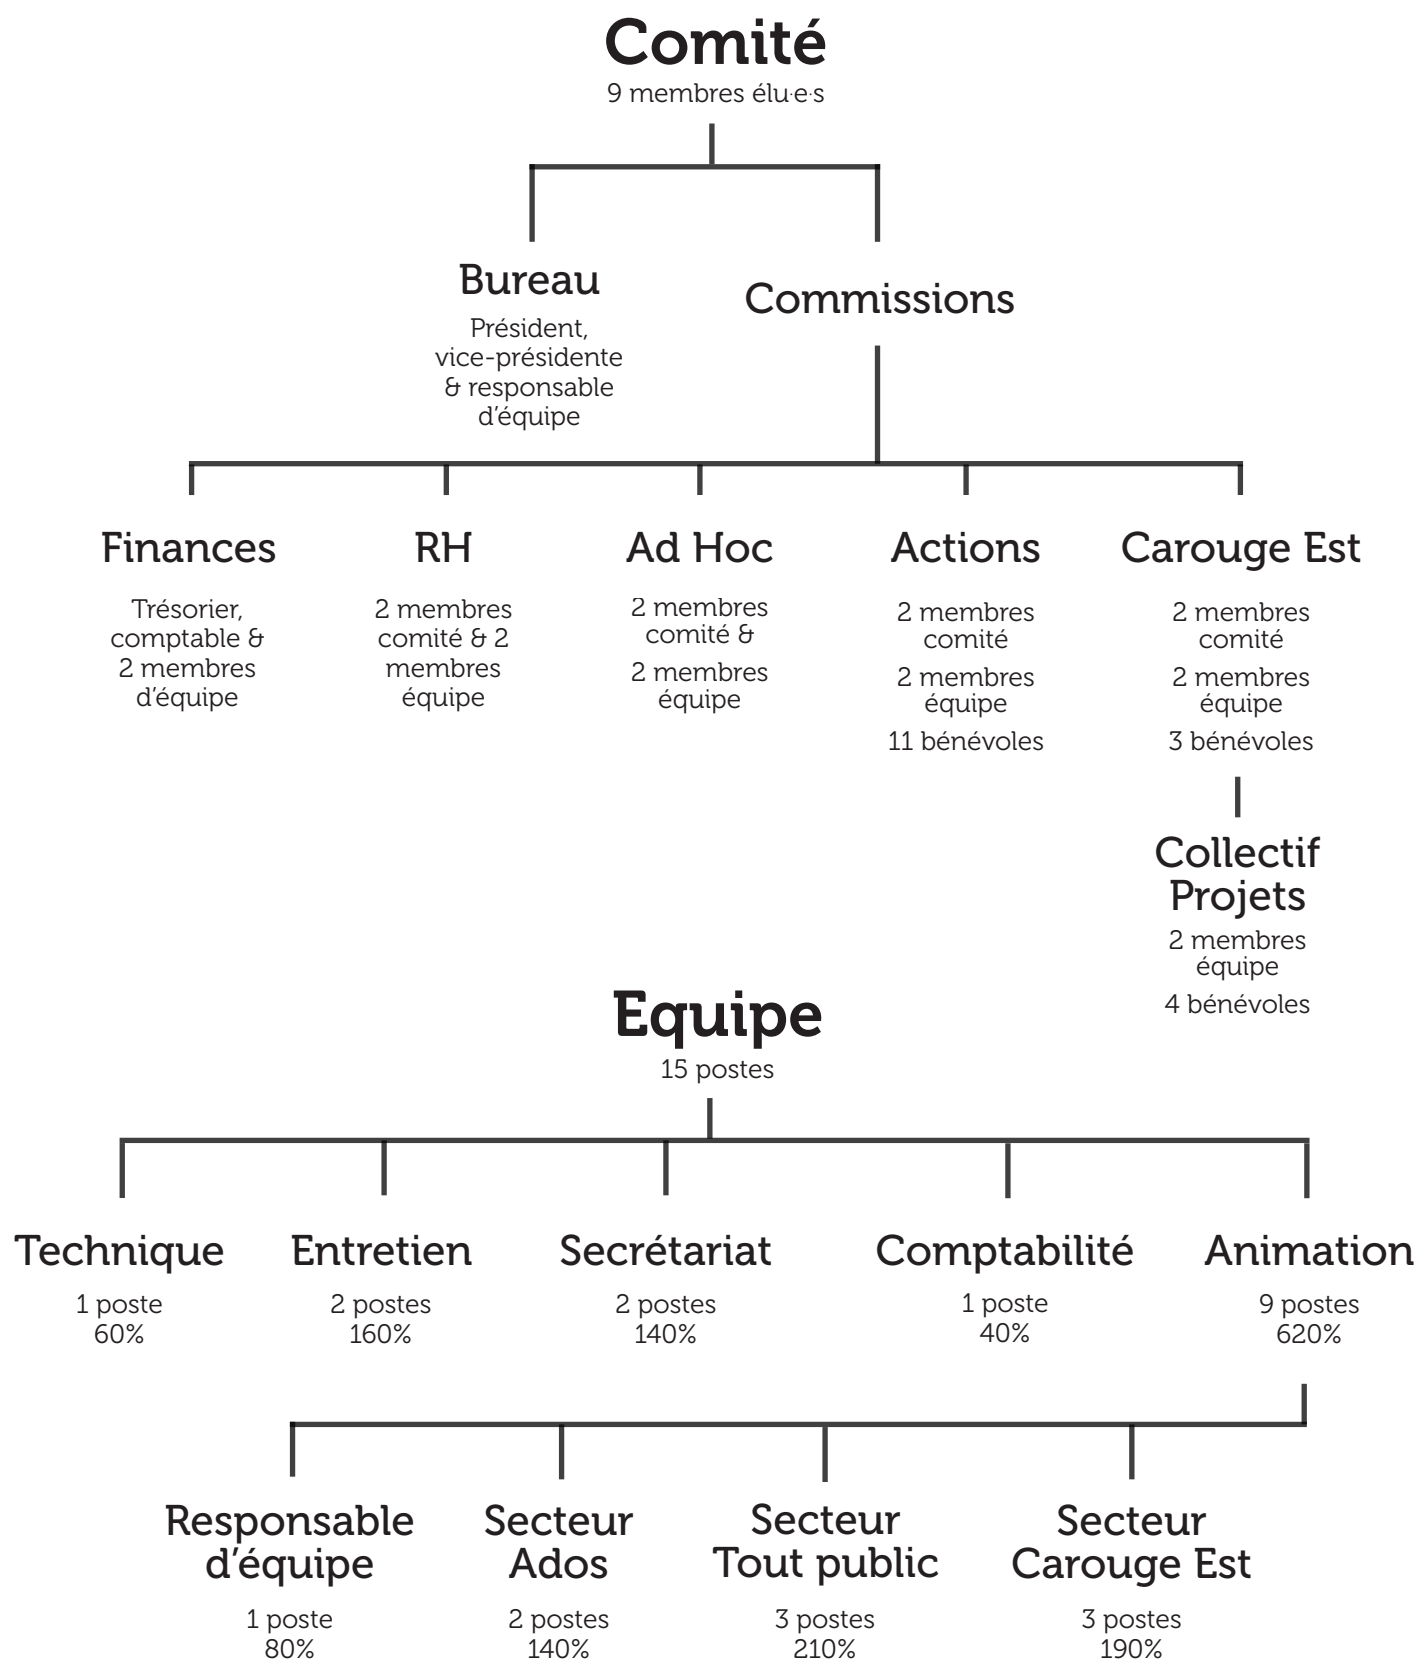 Comité
9 membres élu·e·s
Bureau
Président,
vice-présidente
& responsable
d'équipe
Commissions
Finances
Trésorier,
comptable &
2 membres
d'équipe
RH
2 membres
comité & 2
membres
équipe
Ad Hoc
2 membres
comité &
2 membres
équipe
Actions
2 membres
comité
2 membres
équipe
11 bénévoles
Carouge Est
2 membres
comité
2 membres
équipe
3 bénévoles
Collectif
Projets
2 membres
équipe
4 bénévoles
Equipe
15 postes
Technique
1 poste
60%
Entretien
2 postes
160%
Secrétariat
2 postes
140%
Comptabilité
1 poste
40%
Animation
9 postes
620%
Responsable
d'équipe
1 poste
80%
Secteur
Ados
2 postes
140%
Secteur
Tout public
3 postes
210%
Secteur
Carouge Est
3 postes
190%